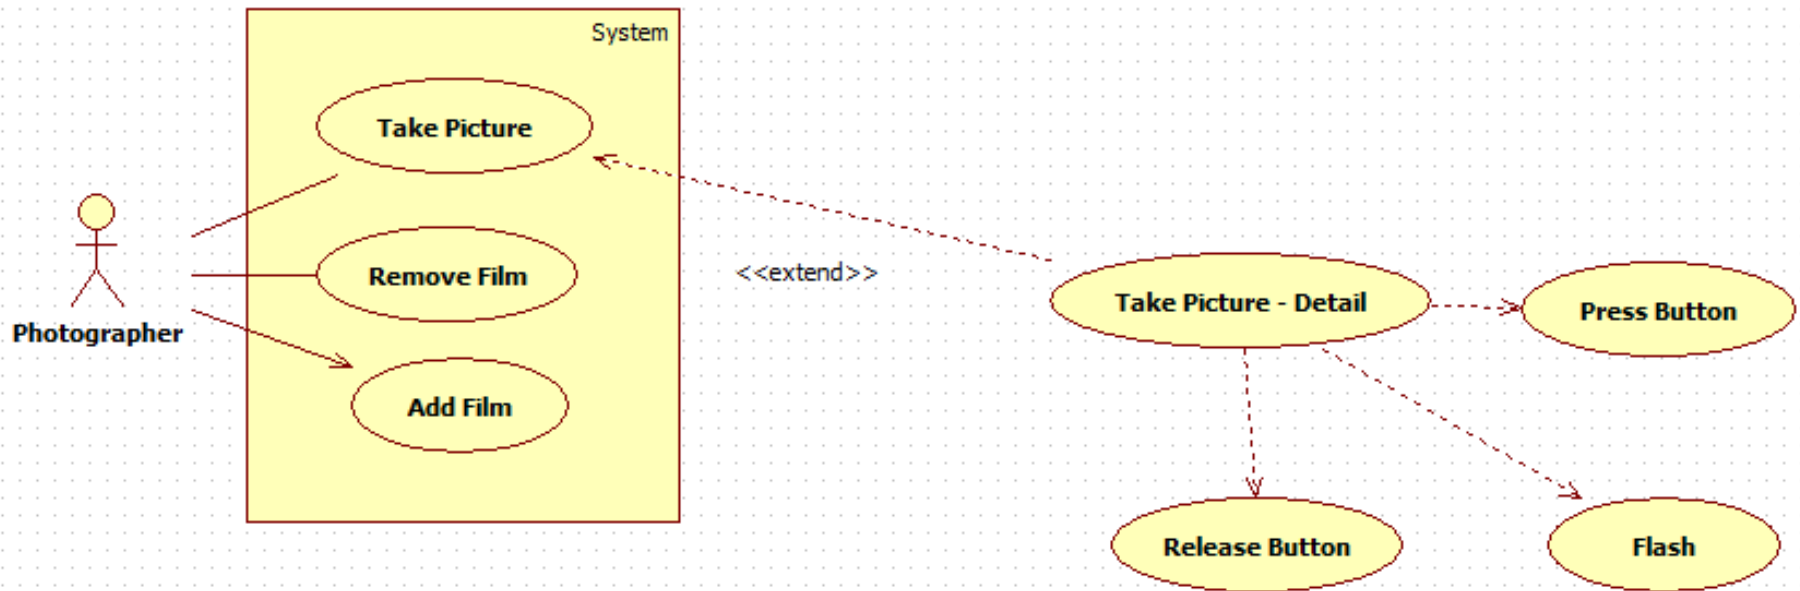 System
Take Picture
Remove Film
<<extend>>
Take Picture - Detail
Press Button
Photographer
Add Film
Release Button
Flash